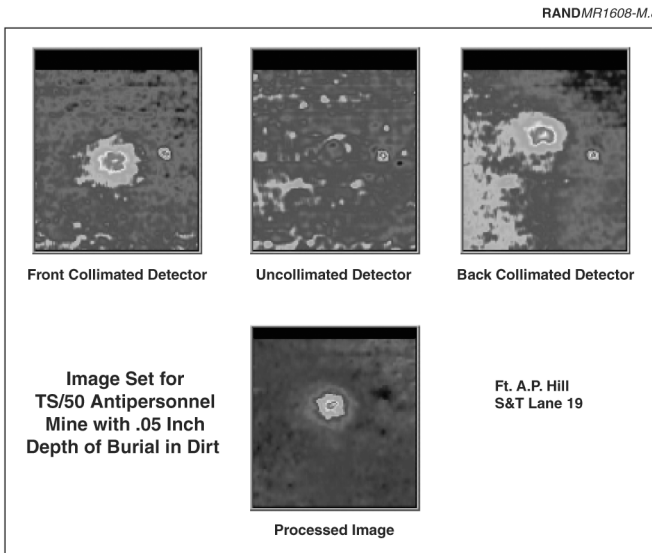 RANDMR1608-M.
Front Collimated Detector
Uncollimated Detector
Back Collimated Detector
Image Set for
TS/50 Antipersonnel
Mine with .05 Inch
Depth of Burial in Dirt
Ft. A.P. Hill
S&T Lane 19
Processed Image